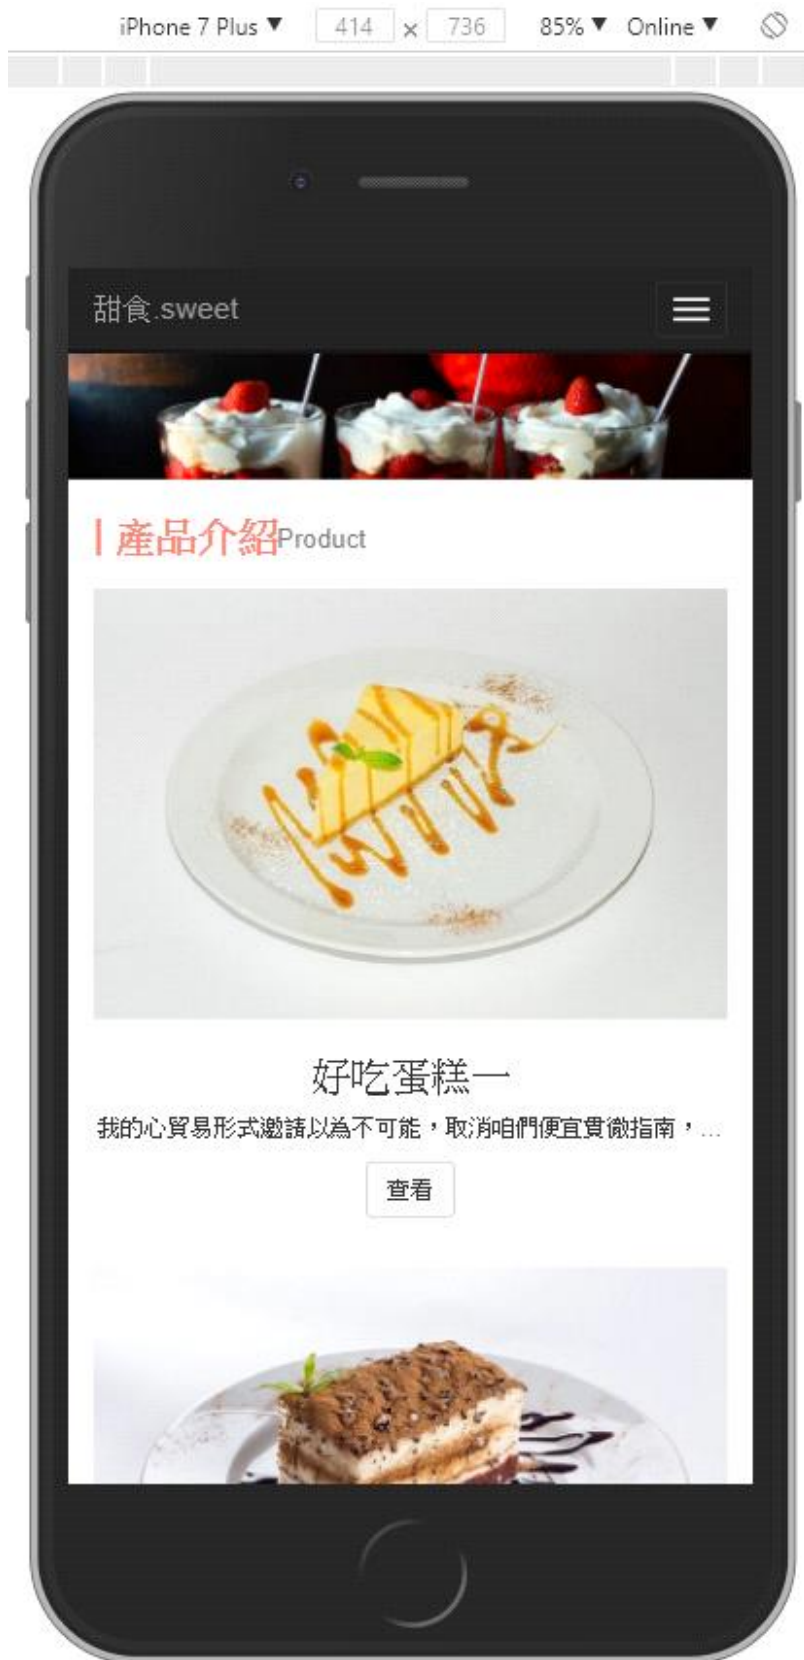 iPhone 7 Plus ▼ 414 × 736 85% ▼ Online ▼
甜食.sweet
產品介紹Product
好吃蛋糕一
我的心貿易形式邀請以為不可能，取消咱們便宜貫徹指南，...
查看